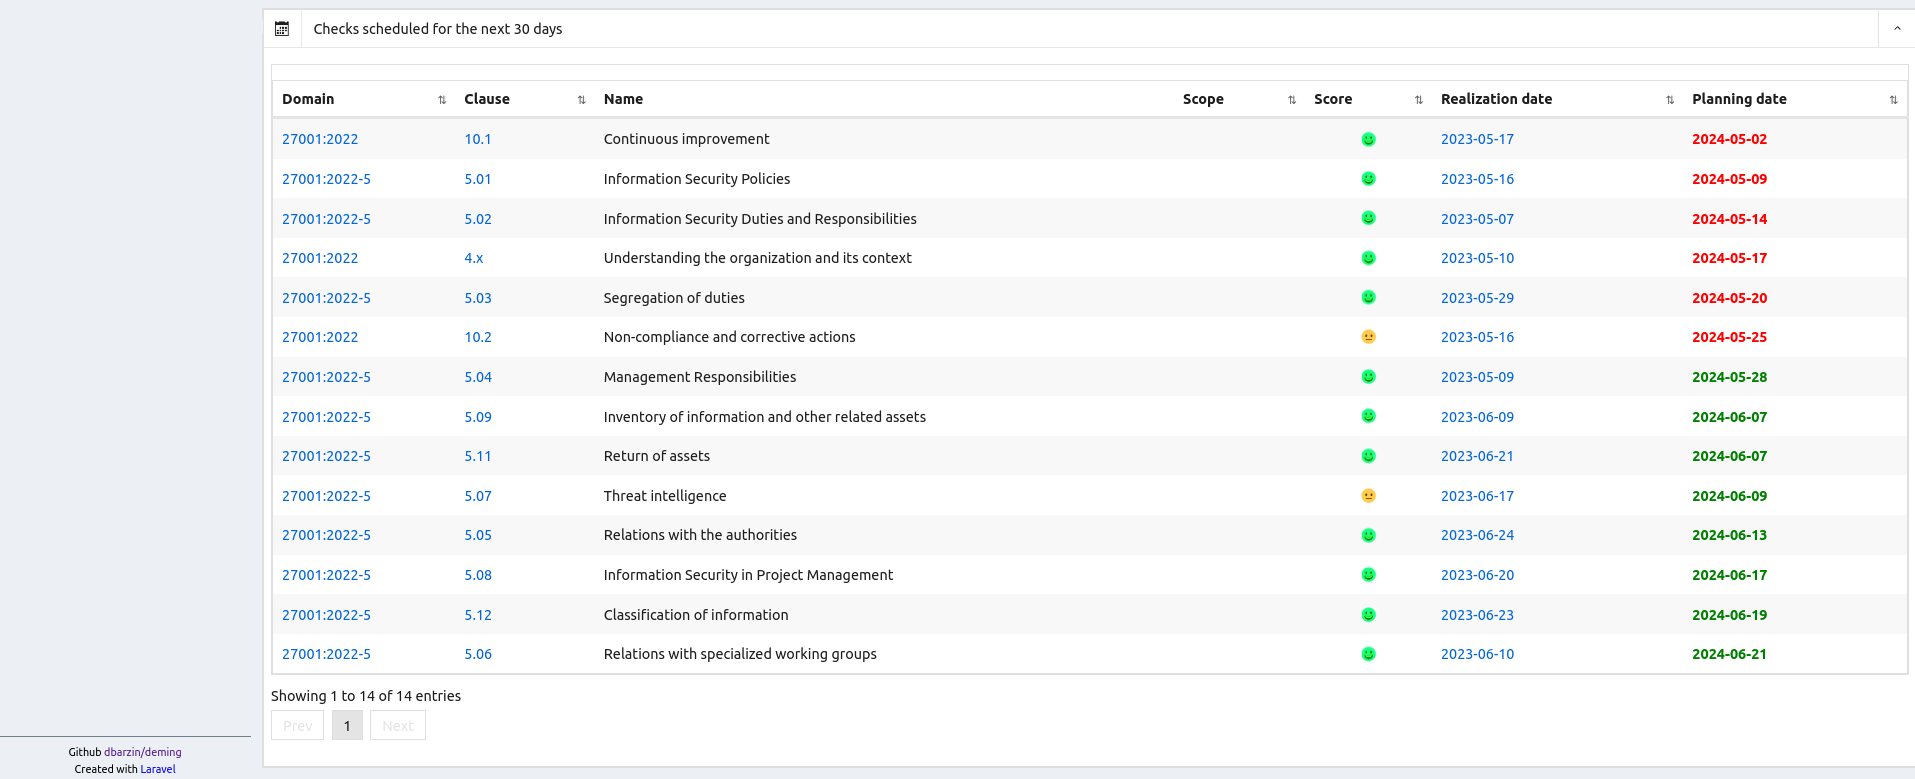 Checks scheduled for the next 30 days
Domain Clause Name Scope Score Realization date Planning date
27001:2022 10.1 Continuous improvement 2023-05-17 2024-05-02
27001:2022-5 5.01 Information Security Policies 2023-05-16 2024-05-09
27001:2022-5 5.02 Information Security Duties and Responsibilities 2023-05-07 2024-05-14
27001:2022 4.x Understanding the organization and its context 2023-05-10 2024-05-17
27001:2022-5 5.03 Segregation of duties 2023-05-29 2024-05-20
27001:2022 10.2 Non-compliance and corrective actions 2023-05-16 2024-05-25
27001:2022-5 5.04 Management Responsibilities 2023-05-09 2024-05-28
27001:2022-5 5.09 Inventory of information and other related assets 2023-06-09 2024-06-07
27001:2022-5 5.11 Return of assets 2023-06-21 2024-06-07
27001:2022-5 5.07 Threat intelligence 2023-06-17 2024-06-09
27001:2022-5 5.05 Relations with the authorities 2023-06-24 2024-06-13
27001:2022-5 5.08 Information Security in Project Management 2023-06-20 2024-06-17
27001:2022-5 5.12 Classification of information 2023-06-23 2024-06-19
27001:2022-5 5.06 Relations with specialized working groups 2023-06-10 2024-06-21
Showing 1 to 14 of 14 entries
Prev 1 Next
Github dbarzin/deming
Created with Laravel